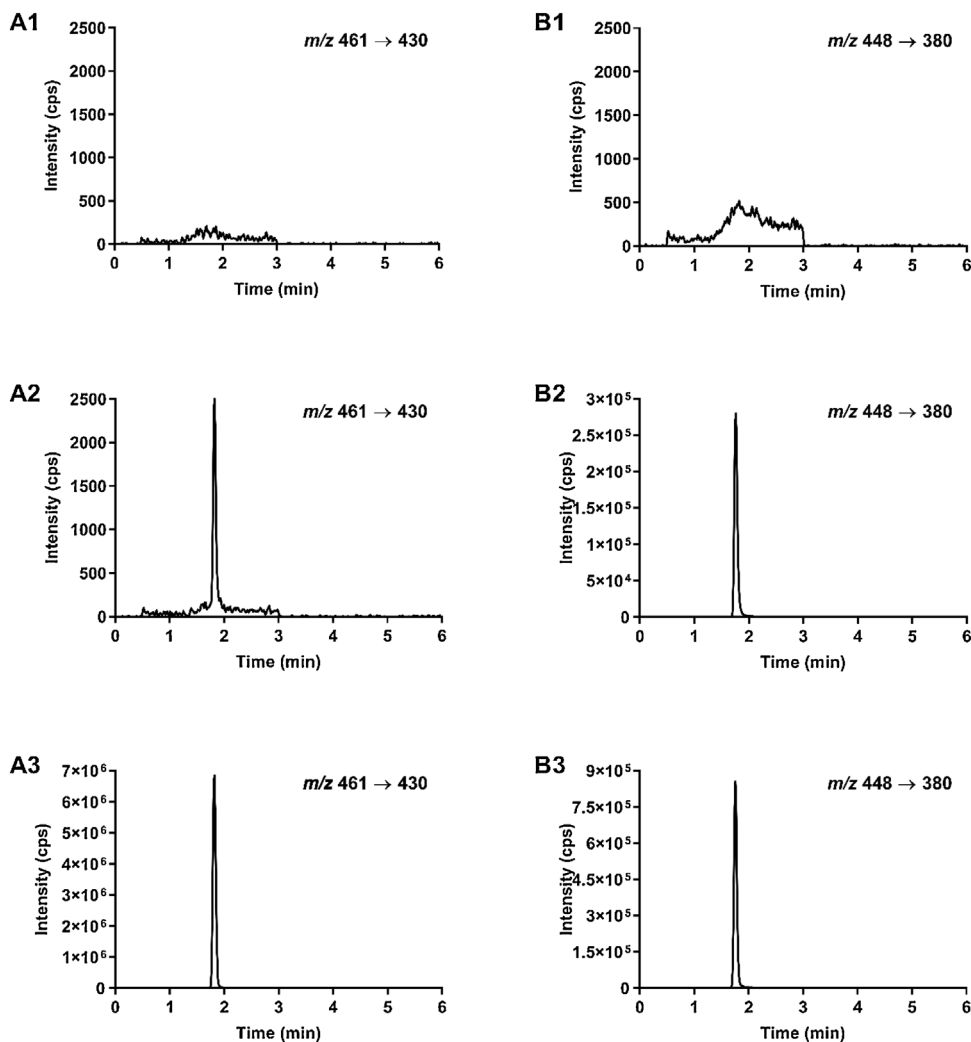 A1
m/z 461 → 430
Intensity (cps)
2500
2000
1500
1000
500
0
0 1 2 3 4 5 6
Time (min)
B1
m/z 448 → 380
Intensity (cps)
2500
2000
1500
1000
500
0
0 1 2 3 4 5 6
Time (min)
A2
m/z 461 → 430
Intensity (cps)
2500
2000
1500
1000
500
0
0 1 2 3 4 5 6
Time (min)
B2
m/z 448 → 380
Intensity (cps)
3×10⁵
2.5×10⁵
2×10⁵
1.5×10⁵
1×10⁵
5×10⁴
0
0 1 2 3 4 5 6
Time (min)
A3
m/z 461 → 430
Intensity (cps)
7×10⁶
6×10⁶
5×10⁶
4×10⁶
3×10⁶
2×10⁶
1×10⁶
0
0 1 2 3 4 5 6
Time (min)
B3
m/z 448 → 380
Intensity (cps)
9×10⁵
7.5×10⁵
6×10⁵
4.5×10⁵
3×10⁵
1.5×10⁵
0
0 1 2 3 4 5 6
Time (min)